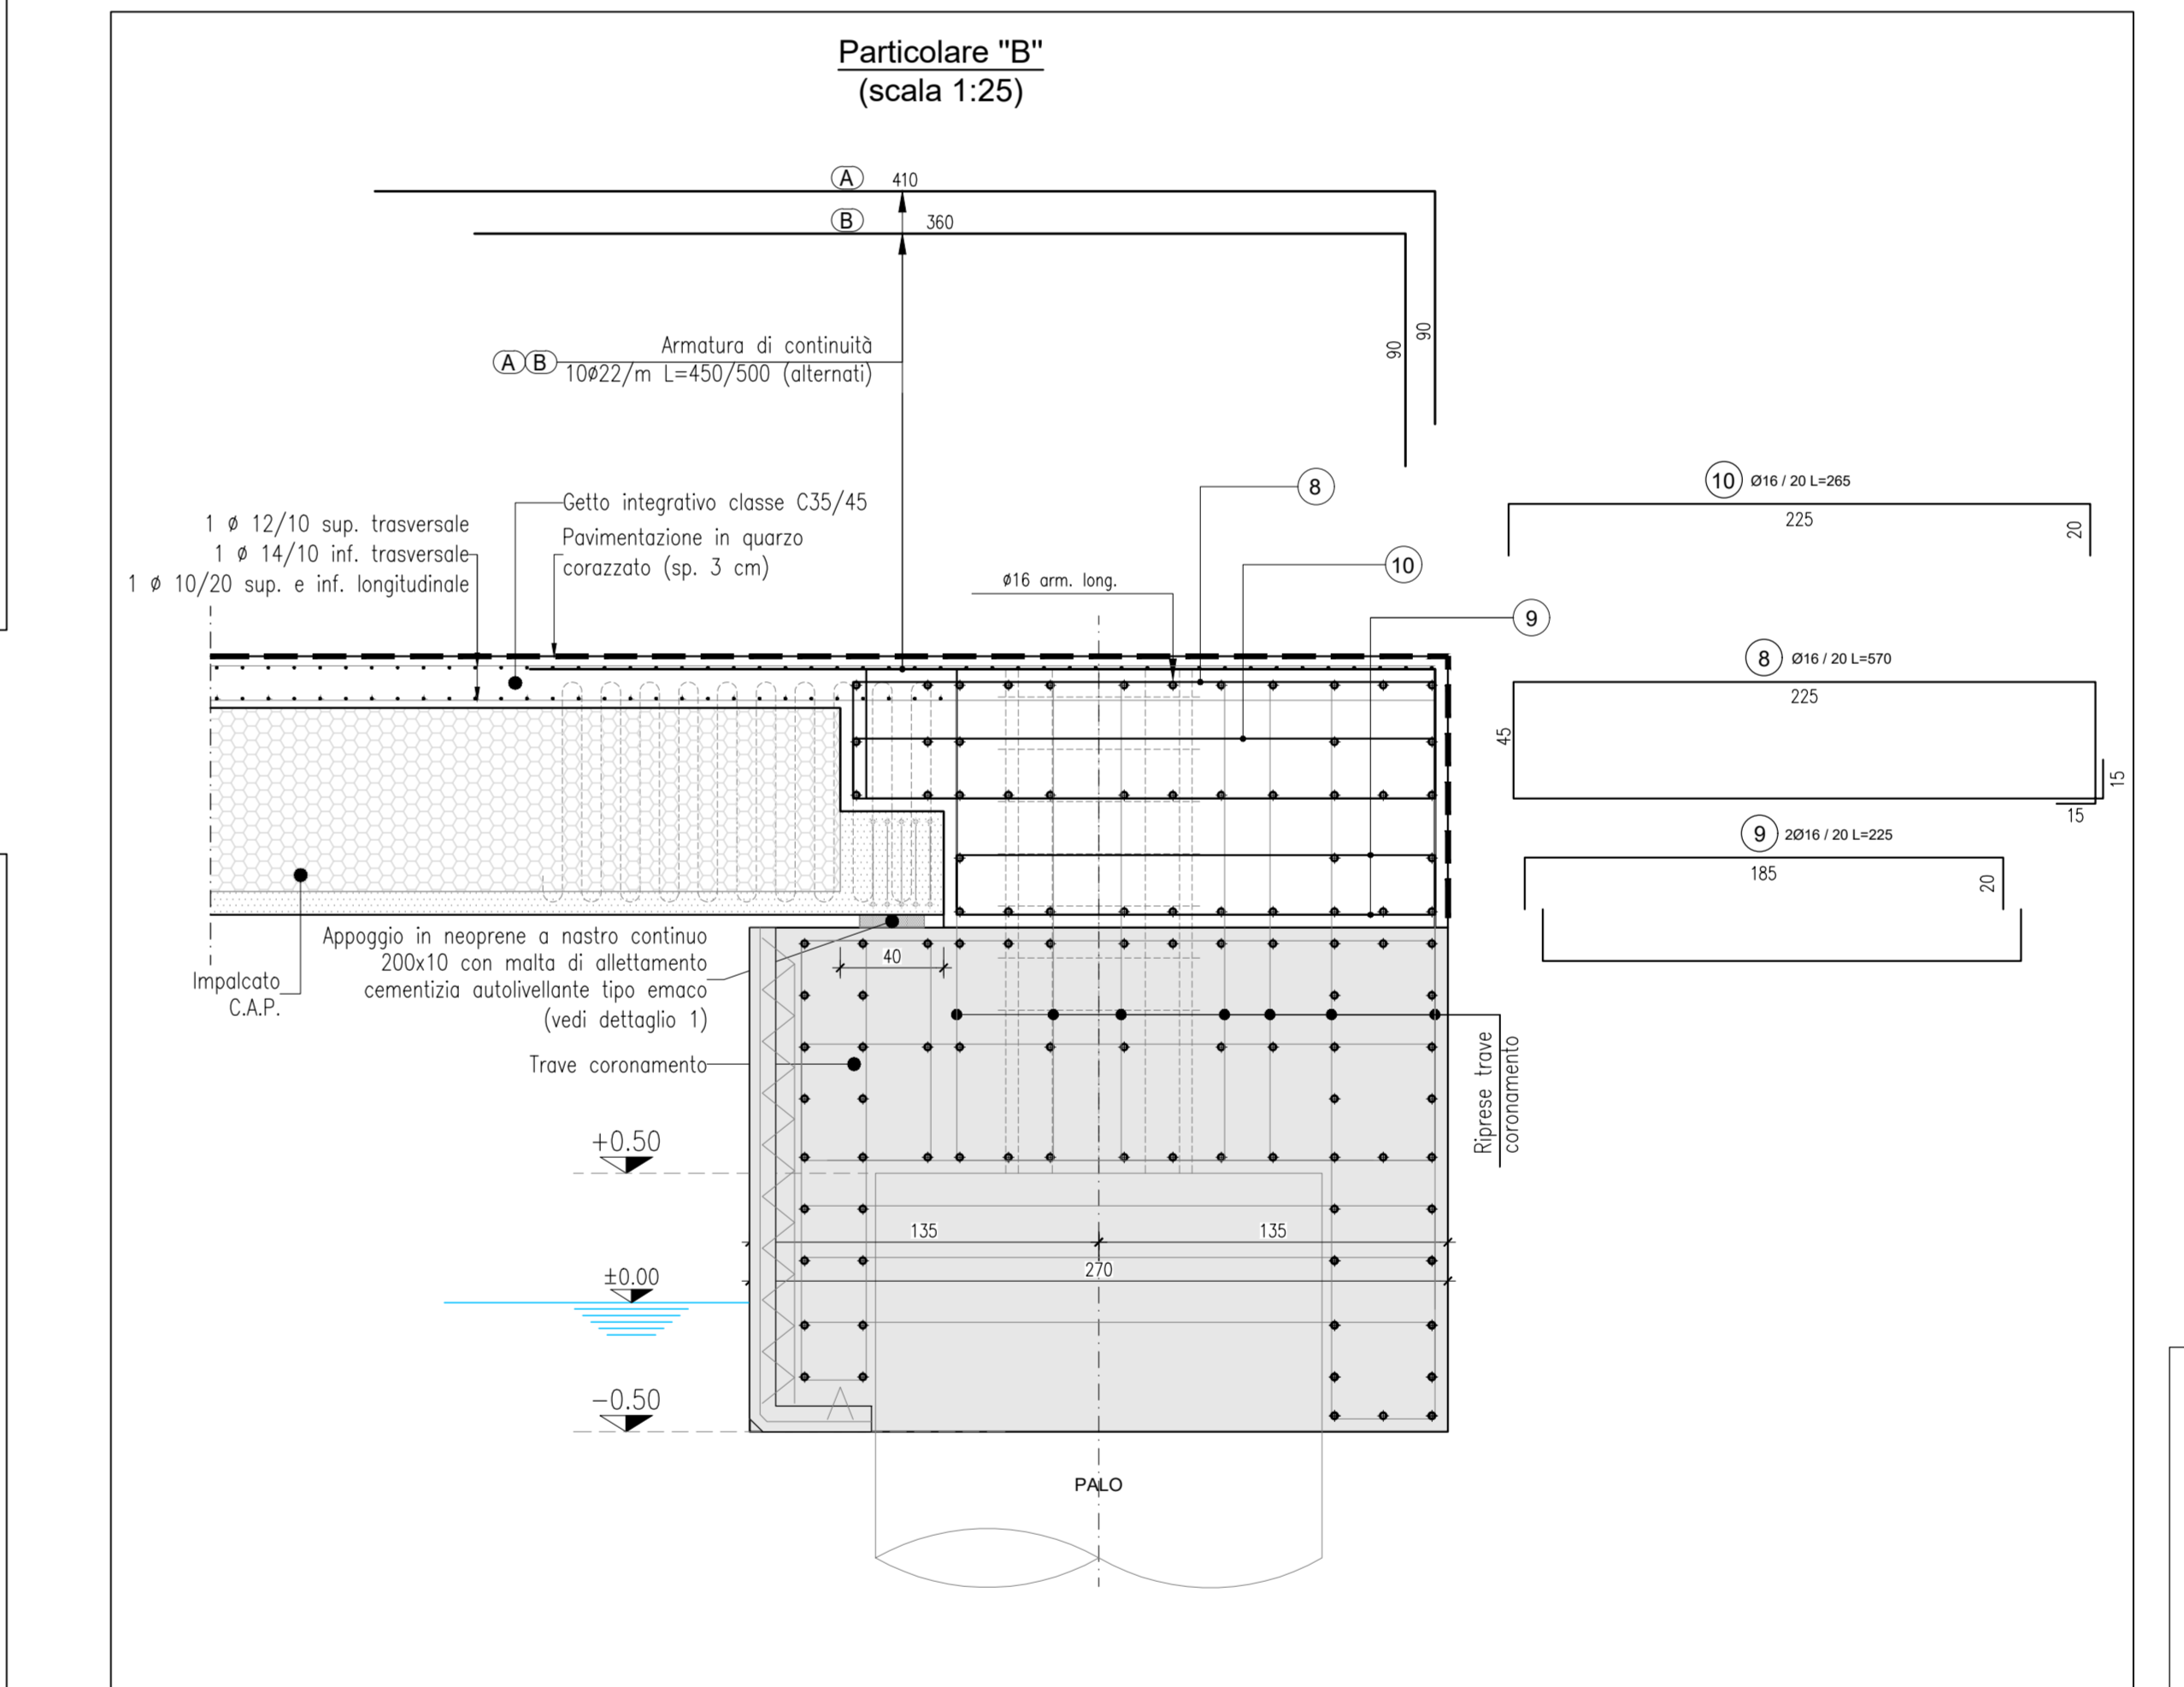 Particolare "B"
(scala 1:25)
A 410
B 360
90
90
Armatura di continuità
A B
10ø22/m L=450/500 (alternati)
8
10 Ø16 / 20 L=265
225
20
Getto integrativo classe C35/45
1 ø 12/10 sup. trasversale
1 ø 14/10 inf. trasversale
1 ø 10/20 sup. e inf. longitudinale
Pavimentazione in quarzo
corazzato (sp. 3 cm)
10
ø16 arm. long.
9
8 Ø16 / 20 L=570
225
45
15
15
9 2Ø16 / 20 L=225
185
20
Appoggio in neoprene a nastro continuo
200x10 con malta di allettamento
cementizia autolivellante tipo emaco
(vedi dettaglio 1)
40
Impalcato
C.A.P.
Trave coronamento
Riprese trave
coronamento
+0.50
135
135
270
±0.00
−0.50
PALO